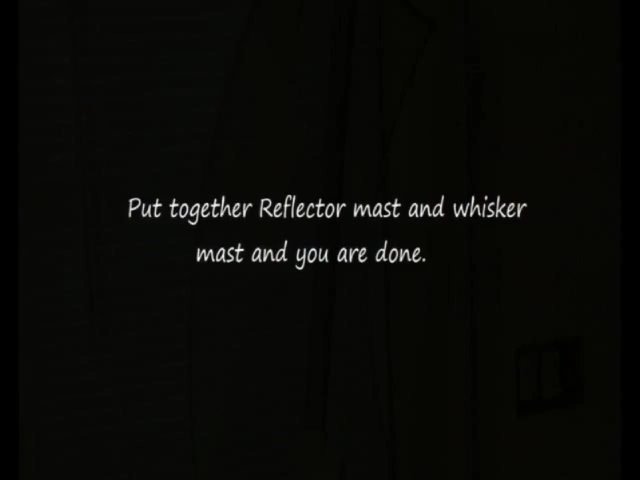 Put together Reflector mast and whisker
mast and you are done.